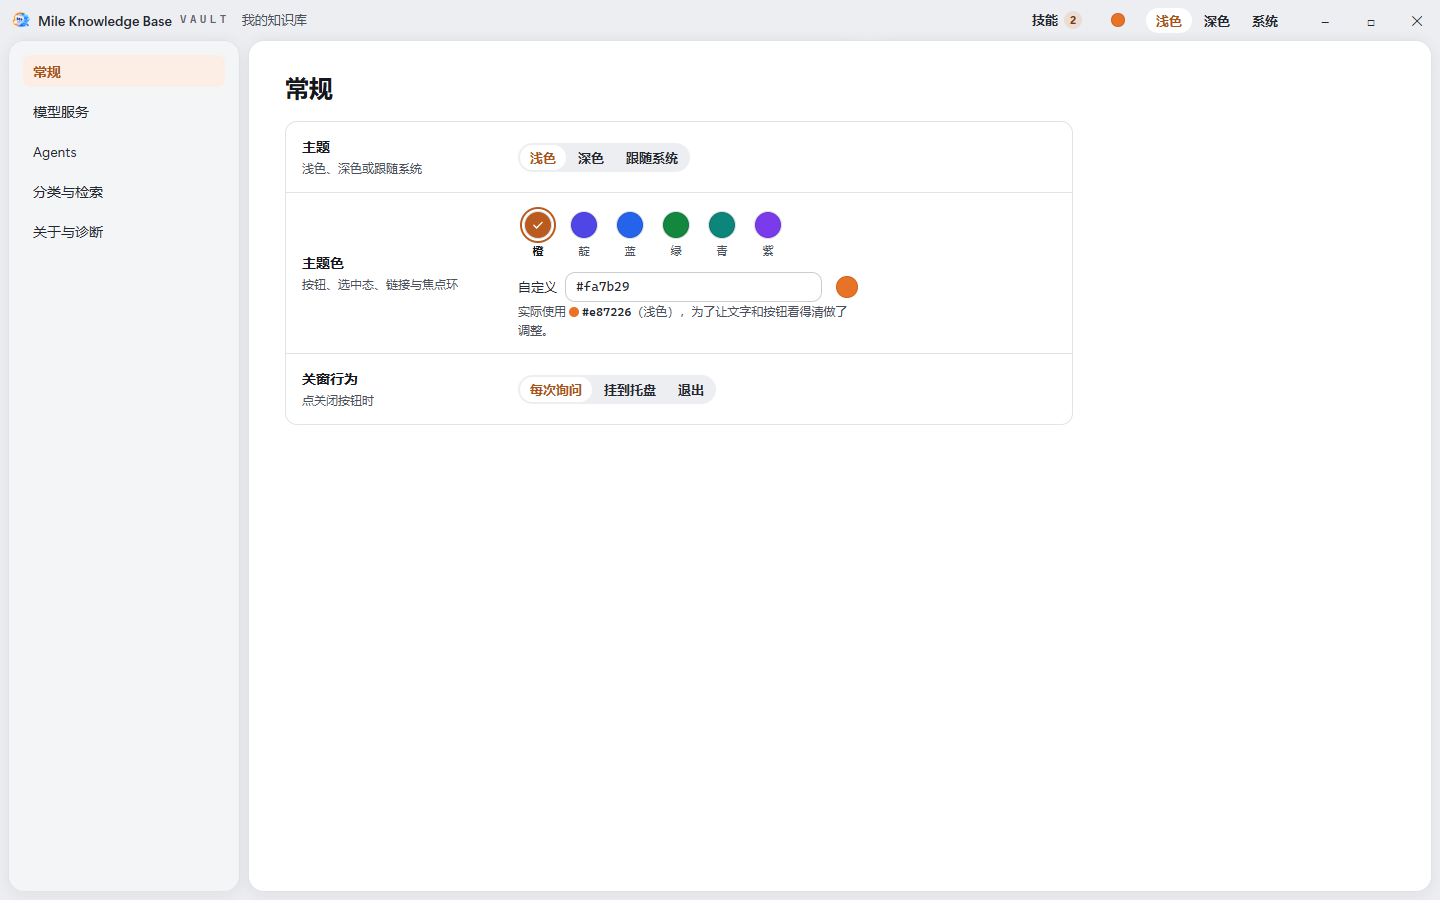 Mile Knowledge Base VAULT 我的知识库
技能 2 浅色 深色 系统
常规
模型服务
Agents
分类与检索
关于与诊断
常规
主题
浅色、深色或跟随系统
浅色 深色 跟随系统
主题色
按钮、选中态、链接与焦点环
橙 靛 蓝 绿 青 紫
自定义 #fa7b29
实际使用 #e87226（浅色），为了让文字和按钮看得清做了
调整。
关窗行为
点关闭按钮时
每次询问 挂到托盘 退出